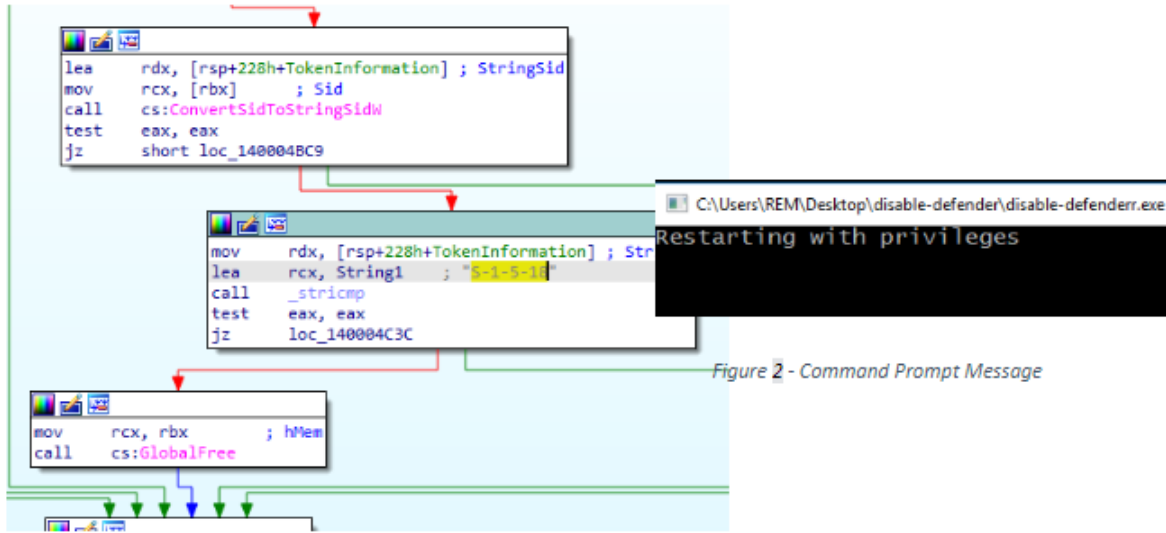 lea rdx, [rsp+228h+TokenInformation] ; StringSid
mov rcx, [rbx] ; Sid
call cs:ConvertSidToStringSidW
test eax, eax
jz short loc_140004BC9
mov rdx, [rsp+228h+TokenInformation] ; Str
lea rcx, String1 ; "S-1-5-18"
call _stricmp
test eax, eax
jz loc_140004C3C
mov rcx, rbx ; hMem
call cs:GlobalFree
C:\Users\REM\Desktop\disable-defender\disable-defenderr.exe
Restarting with privileges
Figure 2 - Command Prompt Message